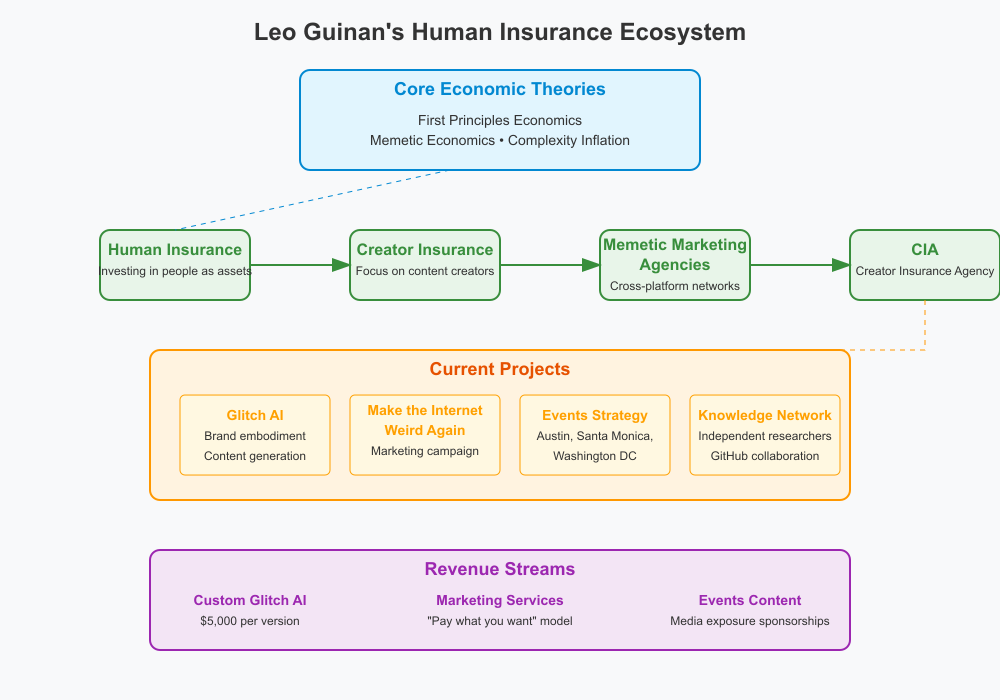 Leo Guinan's Human Insurance Ecosystem
Core Economic Theories
First Principles Economics
Memetic Economics • Complexity Inflation
Human Insurance
Investing in people as assets
Creator Insurance
Focus on content creators
Memetic Marketing
Agencies
Cross-platform networks
CIA
Creator Insurance Agency
Current Projects
Glitch AI
Brand embodiment
Content generation
Make the Internet
Weird Again
Marketing campaign
Events Strategy
Austin, Santa Monica,
Washington DC
Knowledge Network
Independent researchers
GitHub collaboration
Revenue Streams
Custom Glitch AI
$5,000 per version
Marketing Services
"Pay what you want" model
Events Content
Media exposure sponsorships